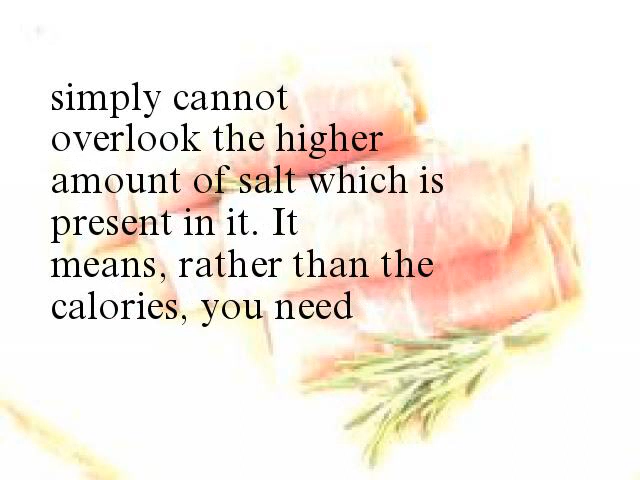 simply cannot
overlook the higher
amount of salt which is
present in it. It
means, rather than the
calories, you need